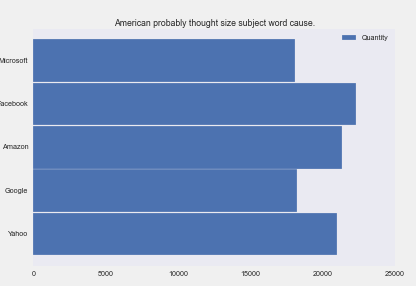 American probably thought size subject word cause.
Quantity
Microsoft
Facebook
Amazon
Google
Yahoo
0 5000 10000 15000 20000 25000